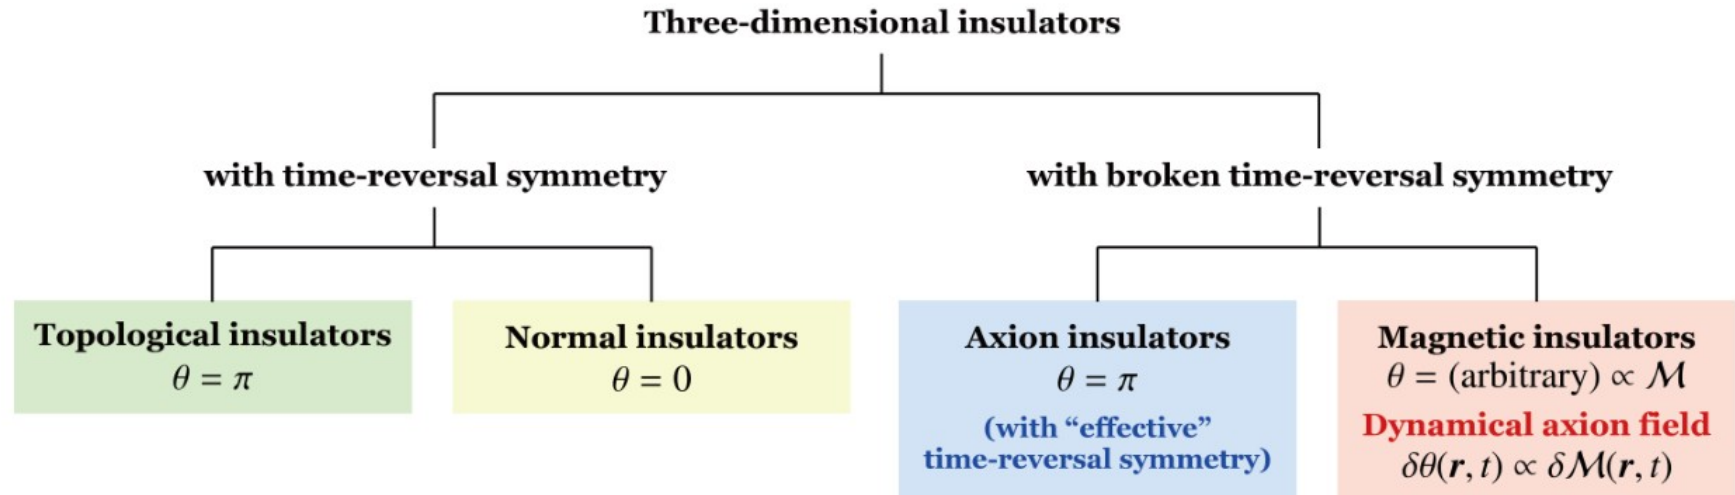 Three-dimensional insulators
with time-reversal symmetry
with broken time-reversal symmetry
Topological insulators
θ = π
Normal insulators
θ = 0
Axion insulators
θ = π
(with “effective”
time-reversal symmetry)
Magnetic insulators
θ = (arbitrary) ∝ ℳ
Dynamical axion field
δθ(r, t) ∝ δℳ(r, t)